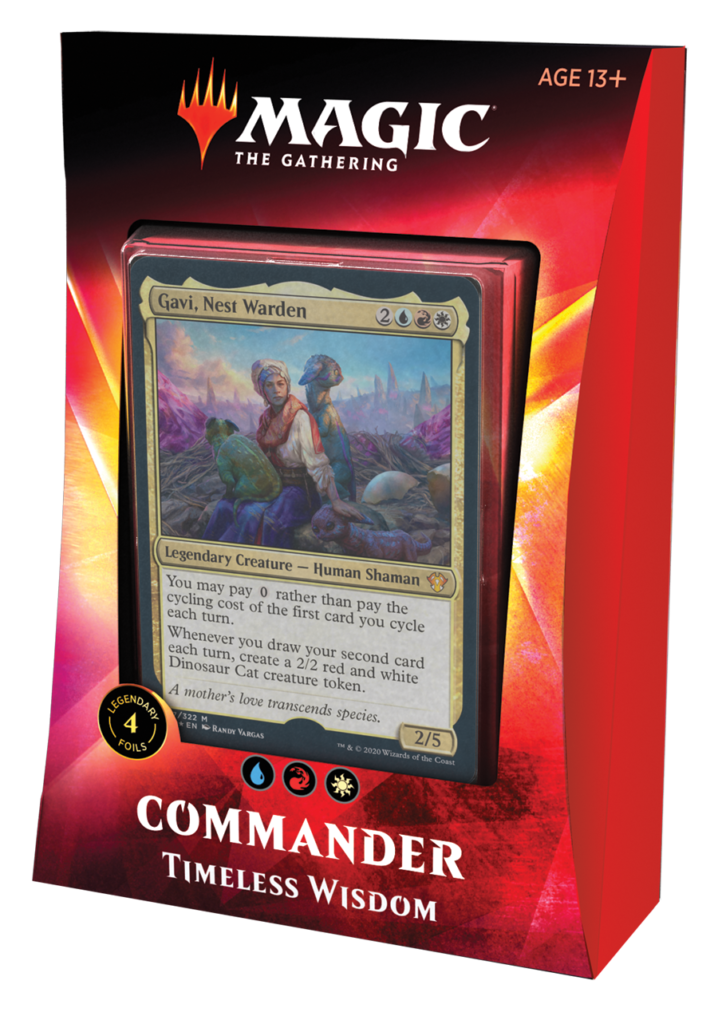 AGE 13+
MAGIC
THE GATHERING
Gavi, Nest Warden
2
Legendary Creature — Human Shaman
You may pay 0 rather than pay the
cycling cost of the first card you cycle
each turn.
Whenever you draw your second card
each turn, create a 2/2 red and white
Dinosaur Cat creature token.
A mother's love transcends species.
/322 M
EN RANDY VARGAS
2/5
™ & © 2020 Wizards of the Coast
LEGENDARY
4
FOILS
COMMANDER
TIMELESS WISDOM